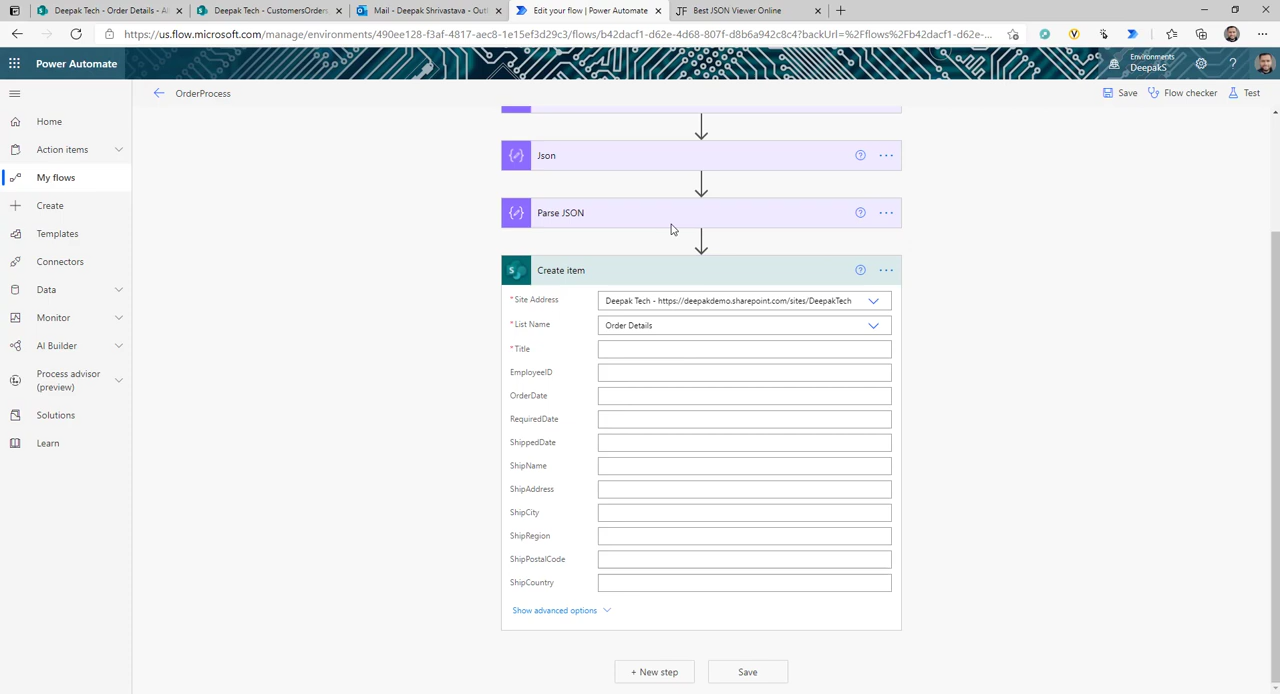 Deepak Tech - Order Details - Al
Deepak Tech - CustomersOrders
Mail - Deepak Shrivastava - Outl
Edit your flow | Power Automate
JF Best JSON Viewer Online
https://us.flow.microsoft.com/manage/environments/490ee128-f3af-4817-aec8-1e15ef3d29c3/flows/b42dacf1-d62e-4d68-807f-d8b6a942c8c4?backUrl=%2Fflows%2Fb42dacf1-d62e-...
Power Automate
Environments
DeepakS
OrderProcess
Save
Flow checker
Test
Home
Action items
My flows
Create
Templates
Connectors
Data
Monitor
AI Builder
Process advisor
(preview)
Solutions
Learn
Json
Parse JSON
Create item
* Site Address
Deepak Tech - https://deepakdemo.sharepoint.com/sites/DeepakTech
* List Name
Order Details
* Title
EmployeeID
OrderDate
RequiredDate
ShippedDate
ShipName
ShipAddress
ShipCity
ShipRegion
ShipPostalCode
ShipCountry
Show advanced options
+ New step
Save